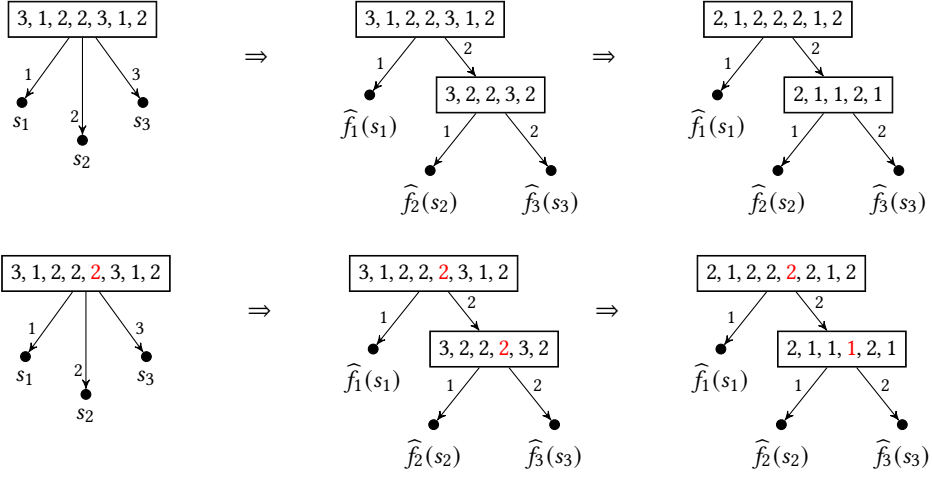 3, 1, 2, 2, 3, 1, 2 ⇒ 3, 1, 2, 2, 3, 1, 2 ⇒ 2, 1, 2, 2, 2, 1, 2
1 3 1 2 1 2
2 3, 2, 2, 3, 2 2, 1, 1, 2, 1
s₁ s₃ f̂₁(s₁) 1 2 f̂₁(s₁) 1 2
s₂
f̂₂(s₂) f̂₃(s₃) f̂₂(s₂) f̂₃(s₃)
3, 1, 2, 2, 2, 3, 1, 2 ⇒ 3, 1, 2, 2, 2, 3, 1, 2 ⇒ 2, 1, 2, 2, 2, 2, 1, 2
1 3 1 2 1 2
2 3, 2, 2, 2, 3, 2 2, 1, 1, 1, 2, 1
s₁ s₃ f̂₁(s₁) 1 2 f̂₁(s₁) 1 2
s₂
f̂₂(s₂) f̂₃(s₃) f̂₂(s₂) f̂₃(s₃)